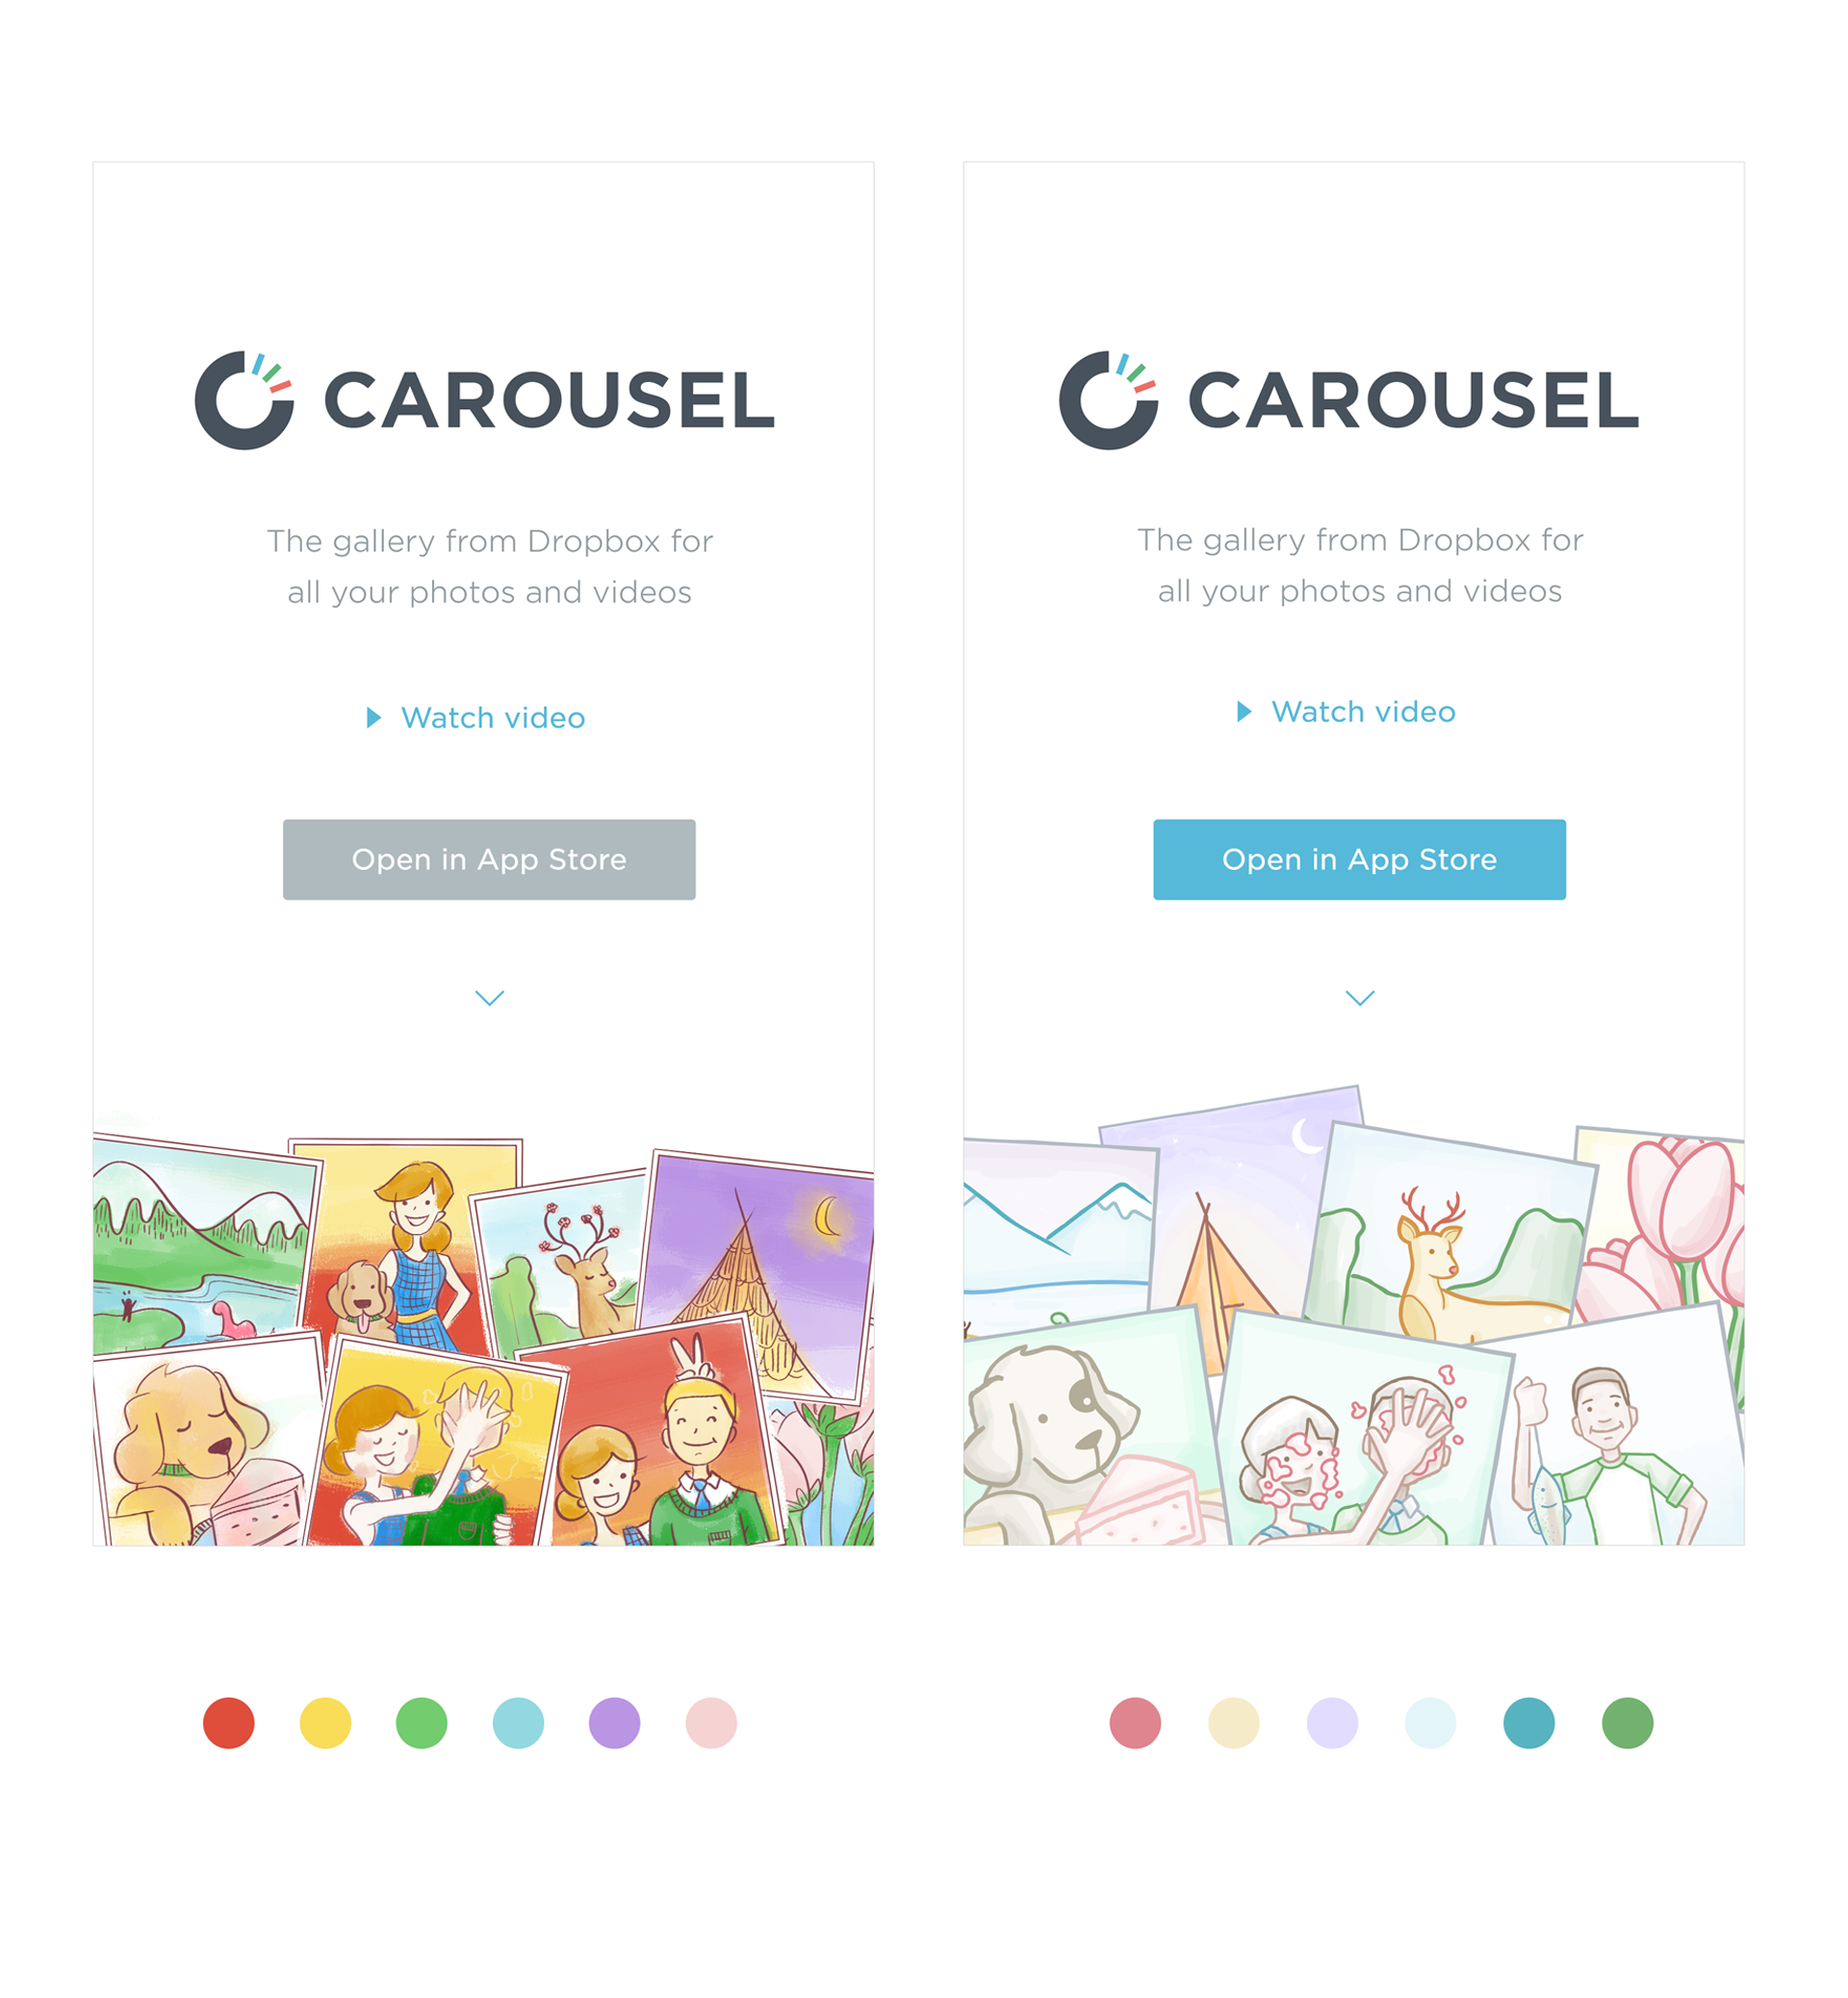 CAROUSEL
The gallery from Dropbox for
all your photos and videos
Watch video
Open in App Store
CAROUSEL
The gallery from Dropbox for
all your photos and videos
Watch video
Open in App Store